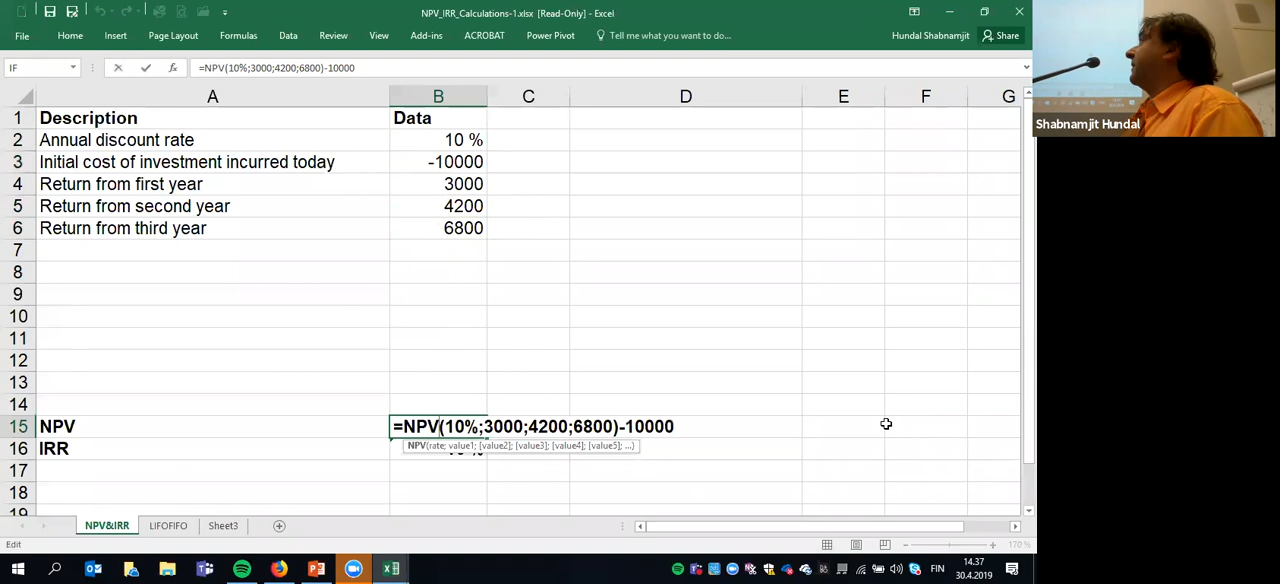 NPV_IRR_Calculations-1.xlsx [Read-Only] - Excel
File Home Insert Page Layout Formulas Data Review View Add-ins ACROBAT Power Pivot Tell me what you want to do... Hundal Shabnamjit Share
IF fx =NPV(10%;3000;4200;6800)-10000
A B C D E F G
1 Description Data
2 Annual discount rate 10 %
3 Initial cost of investment incurred today -10000
4 Return from first year 3000
5 Return from second year 4200
6 Return from third year 6800
7
8
9
10
11
12
13
14
15 NPV =NPV(10%;3000;4200;6800)-10000
NPV(rate; value1; [value2]; [value3]; [value4]; [value5]; ...)
16 IRR
17
18
19
NPV&IRR LIFOFIFO Sheet3
Edit 170 %
FIN 14.37
30.4.2019
Shabnamjit Hundal